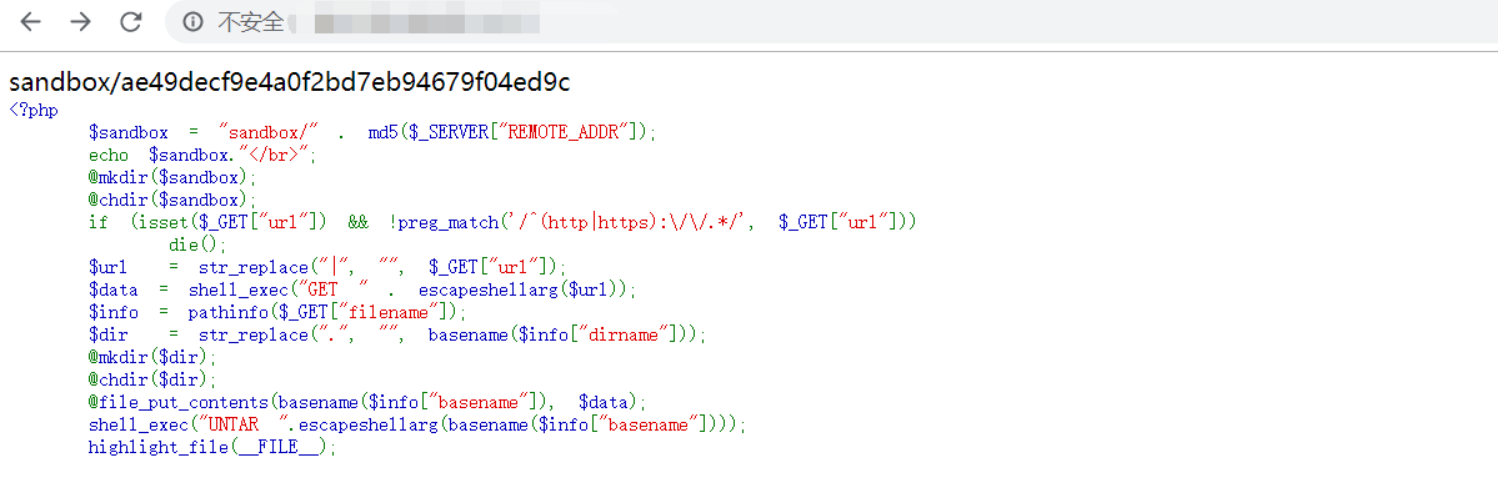 不安全
sandbox/ae49decf9e4a0f2bd7eb94679f04ed9c
<?php
$sandbox = "sandbox/" . md5($_SERVER["REMOTE_ADDR"]);
echo $sandbox."</br>";
@mkdir($sandbox);
@chdir($sandbox);
if (isset($_GET["url"]) && !preg_match('/^(http|https):\/\/.*/', $_GET["url"]))
die();
$url = str_replace("|", "", $_GET["url"]);
$data = shell_exec("GET " . escapeshellarg($url));
$info = pathinfo($_GET["filename"]);
$dir = str_replace(".", "", basename($info["dirname"]));
@mkdir($dir);
@chdir($dir);
@file_put_contents(basename($info["basename"]), $data);
shell_exec("UNTAR ".escapeshellarg(basename($info["basename"])));
highlight_file(__FILE__);